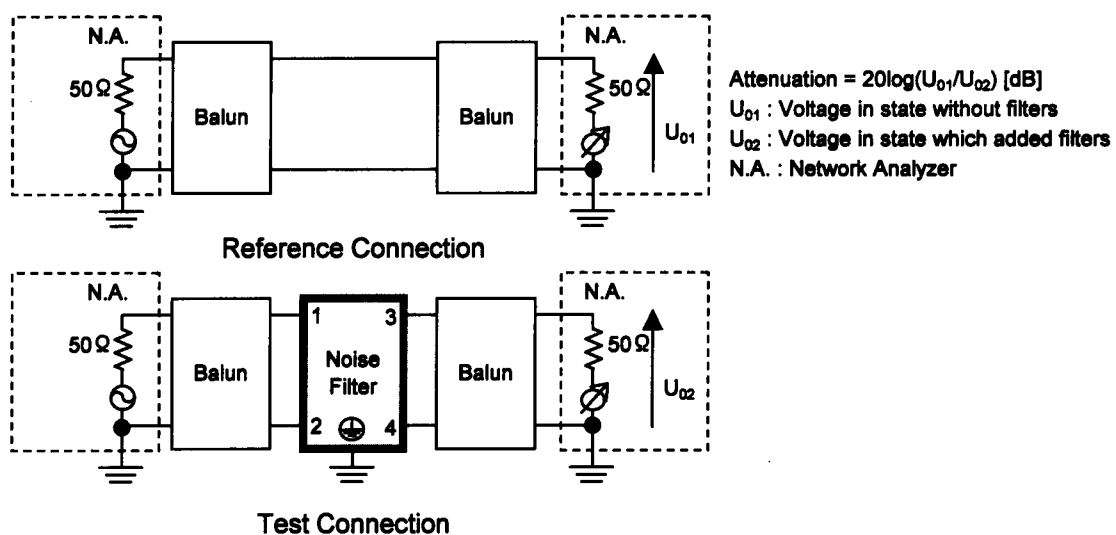 N.A.
50Ω
Balun
Balun
N.A.
50Ω
U01
Attenuation = 20log(U01/U02) [dB]
U01 : Voltage in state without filters
U02 : Voltage in state which added filters
N.A. : Network Analyzer
Reference Connection
N.A.
50Ω
Balun
1 3
Noise
Filter
2 4
Balun
N.A.
50Ω
U02
Test Connection